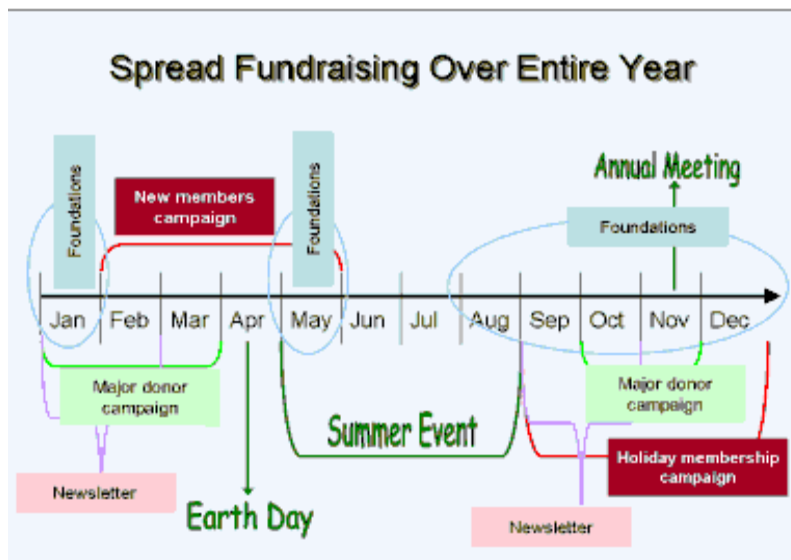 Spread Fundraising Over Entire Year
Foundations
New members
campaign
Foundations
Annual Meeting
Foundations
Jan Feb Mar Apr May Jun Jul Aug Sep Oct Nov Dec
Major donor
campaign
Summer Event
Major donor
campaign
Holiday membership
campaign
Newsletter
Earth Day
Newsletter